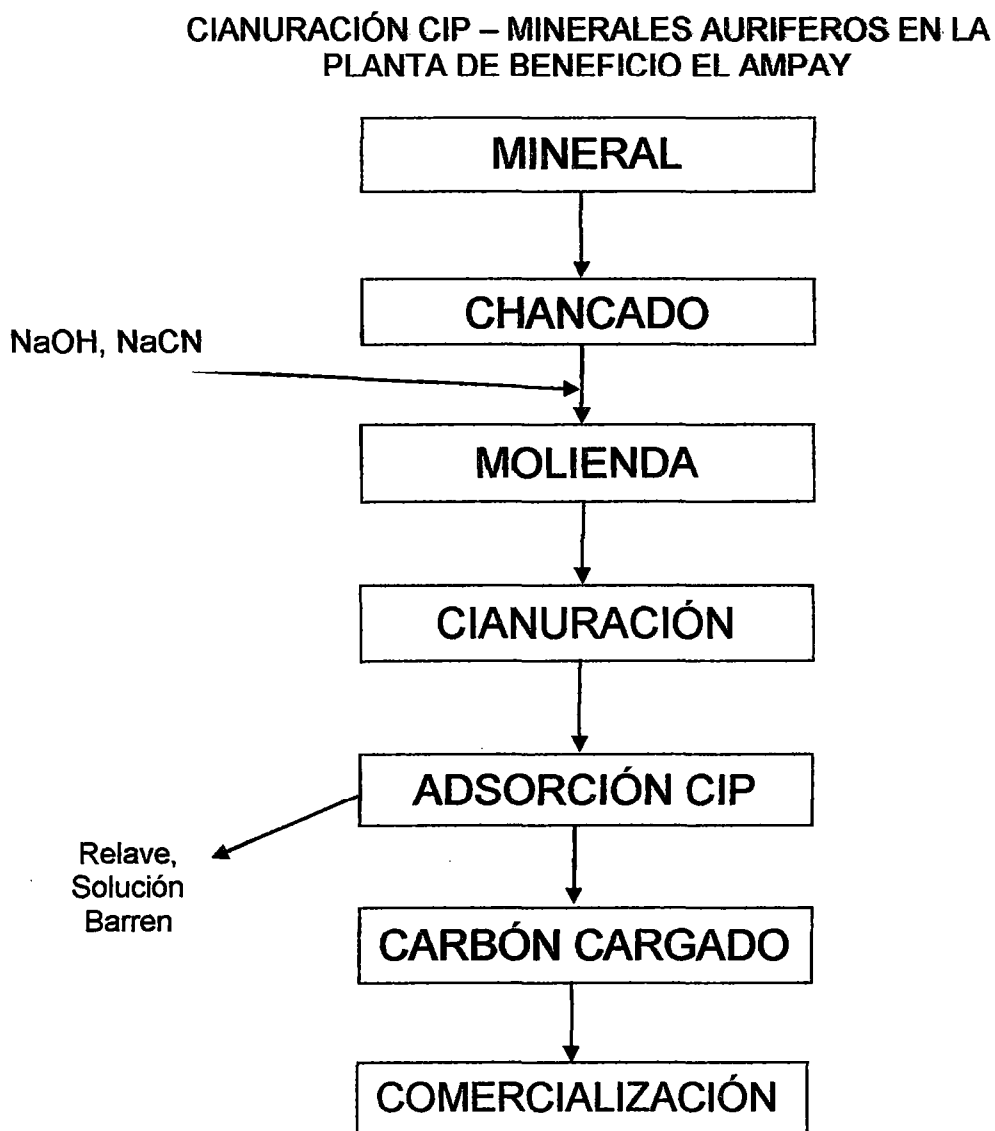 CIANURACIÓN CIP – MINERALES AURIFEROS EN LA
PLANTA DE BENEFICIO EL AMPAY
MINERAL
CHANCADO
NaOH, NaCN
MOLIENDA
CIANURACIÓN
ADSORCIÓN CIP
Relave,
Solución
Barren
CARBÓN CARGADO
COMERCIALIZACIÓN